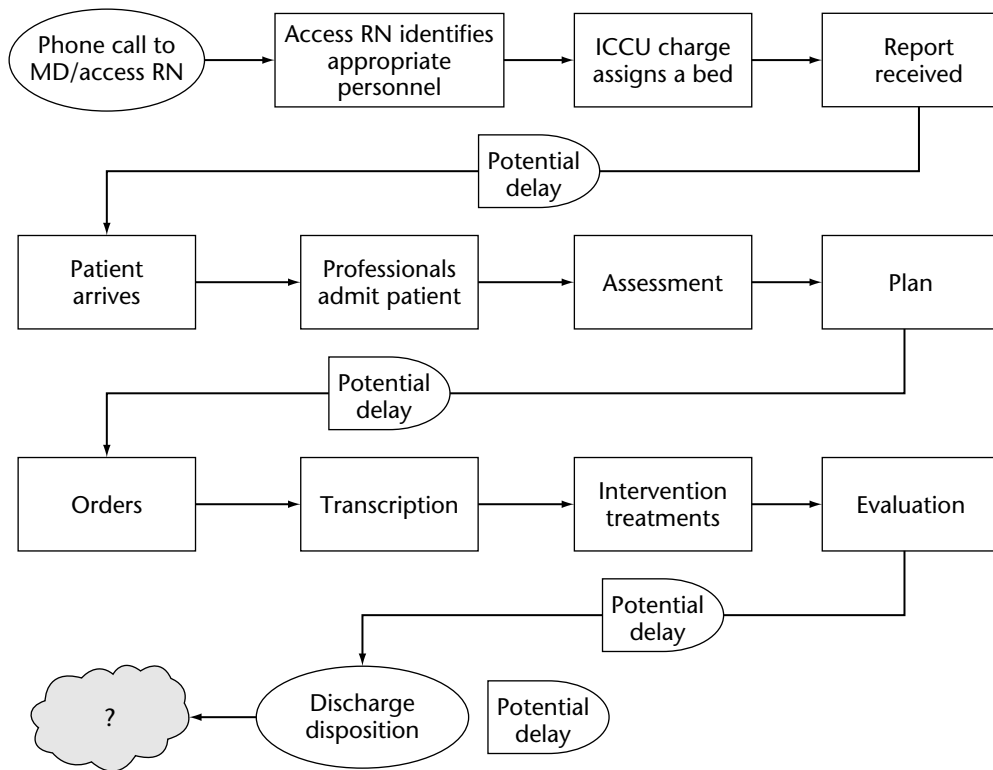 Phone call to
MD/access RN
Access RN identifies
appropriate
personnel
ICCU charge
assigns a bed
Report
received
Potential
delay
Patient
arrives
Professionals
admit patient
Assessment
Plan
Potential
delay
Orders
Transcription
Intervention
treatments
Evaluation
Potential
delay
?
Discharge
disposition
Potential
delay